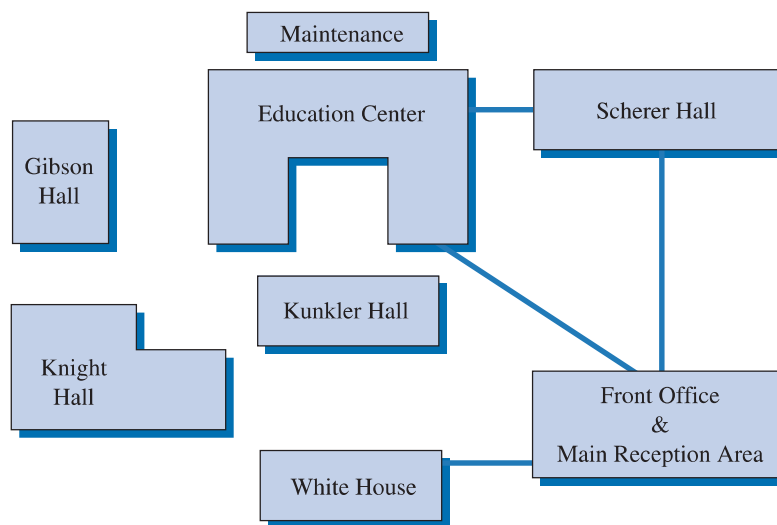 Maintenance
Education Center
Scherer Hall
Gibson
Hall
Kunkler Hall
Knight
Hall
Front Office
&
Main Reception Area
White House